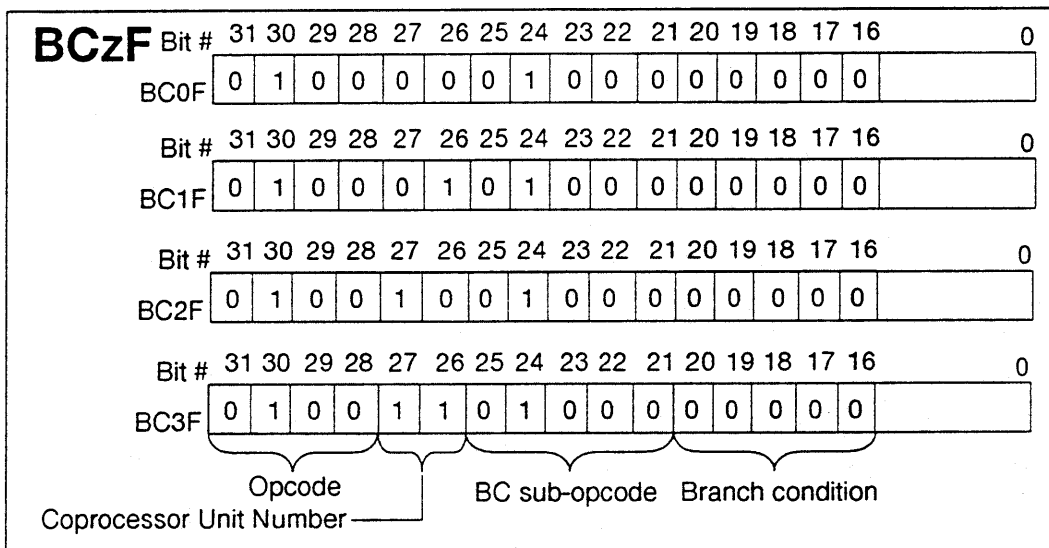 BCzF Bit # 31 30 29 28 27 26 25 24 23 22 21 20 19 18 17 16 0
BC0F 0 1 0 0 0 0 0 1 0 0 0 0 0 0 0 0
Bit # 31 30 29 28 27 26 25 24 23 22 21 20 19 18 17 16 0
BC1F 0 1 0 0 0 1 0 1 0 0 0 0 0 0 0 0
Bit # 31 30 29 28 27 26 25 24 23 22 21 20 19 18 17 16 0
BC2F 0 1 0 0 1 0 0 1 0 0 0 0 0 0 0 0
Bit # 31 30 29 28 27 26 25 24 23 22 21 20 19 18 17 16 0
BC3F 0 1 0 0 1 1 0 1 0 0 0 0 0 0 0 0
Opcode BC sub-opcode Branch condition
Coprocessor Unit Number